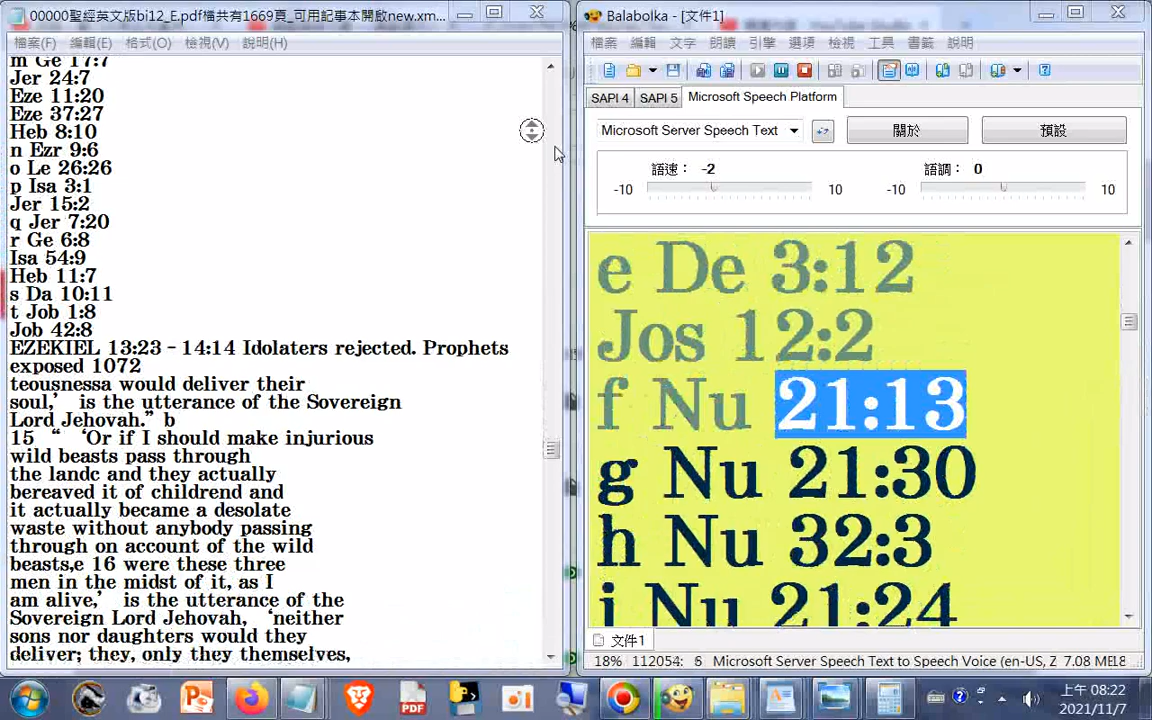 00000聖經英文版bi12_E.pdf檔共有1669頁_可用記事本開啟new.xm...
檔案(F) 編輯(E) 格式(O) 檢視(V) 說明(H)
m Ge 17:7
Jer 24:7
Eze 11:20
Eze 37:27
Heb 8:10
n Ezr 9:6
o Le 26:26
p Isa 3:1
Jer 15:2
q Jer 7:20
r Ge 6:8
Isa 54:9
Heb 11:7
s Da 10:11
t Job 1:8
Job 42:8
EZEKIEL 13:23–14:14 Idolaters rejected. Prophets
exposed 1072
teousnessa would deliver their
soul,’ is the utterance of the Sovereign
Lord Jehovah.” b
15 “ ‘Or if I should make injurious
wild beasts pass through
the landc and they actually
bereaved it of childrend and
it actually became a desolate
waste without anybody passing
through on account of the wild
beasts,e 16 were these three
men in the midst of it, as I
am alive,’ is the utterance of the
Sovereign Lord Jehovah, ‘neither
sons nor daughters would they
deliver; they, only they themselves,
Balabolka - [文件1]
檔案 編輯 文字 朗讀 引擎 選項 檢視 工具 書籤 說明
SAPI 4 SAPI 5 Microsoft Speech Platform
Microsoft Server Speech Text 關於 預設
語速： -2 語調： 0
-10 10 -10 10
e De 3:12
Jos 12:2
f Nu 21:13
g Nu 21:30
h Nu 32:3
i Nu 21:24
文件1
18% 112054: 6 Microsoft Server Speech Text to Speech Voice (en-US, Z 7.08 MEL8
上午 08:22
2021/11/7